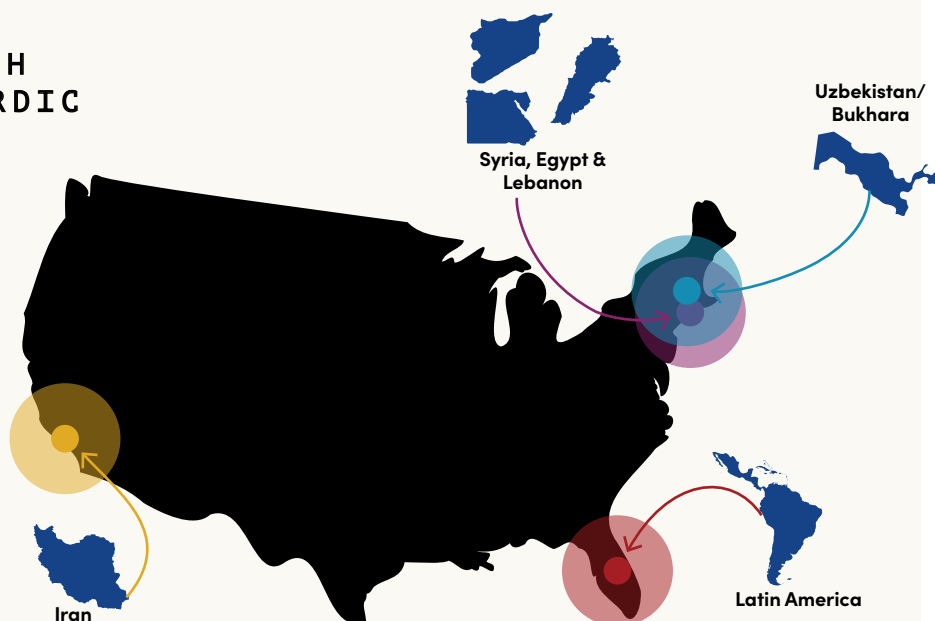 H
RDIC
Syria, Egypt &
Lebanon
Uzbekistan/
Bukhara
Iran
Latin America